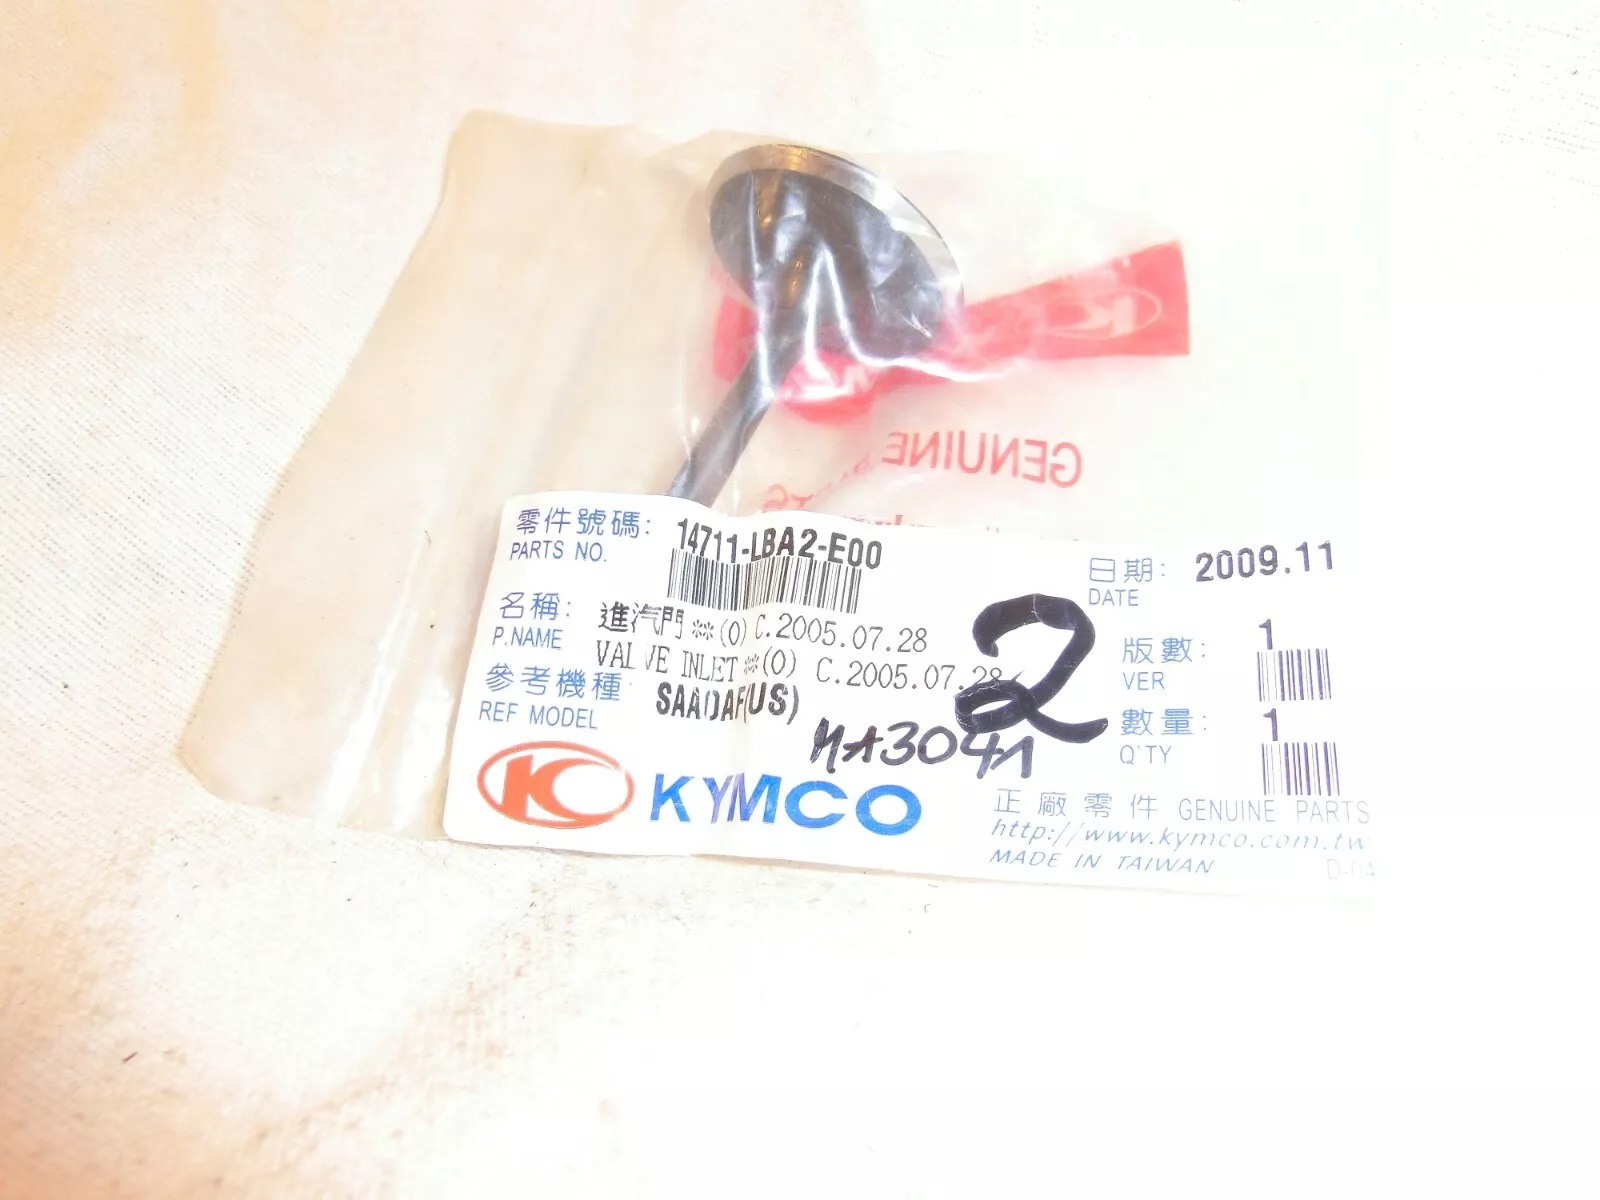 GENUINE
零件號碼: 14711-LBA2-E00
PARTS NO.
日期: 2009.11
DATE
名稱: 進汽門 **(0) C.2005.07.28
P.NAME VALVE INLET **(0) C.2005.07.28
2
版數: 1
VER
參考機種:
REF MODEL (US)
數量: 1
Q'TY
MA3041
KYMCO
正廠零件 GENUINE PARTS
http://www.kymco.com.tw
MADE IN TAIWAN